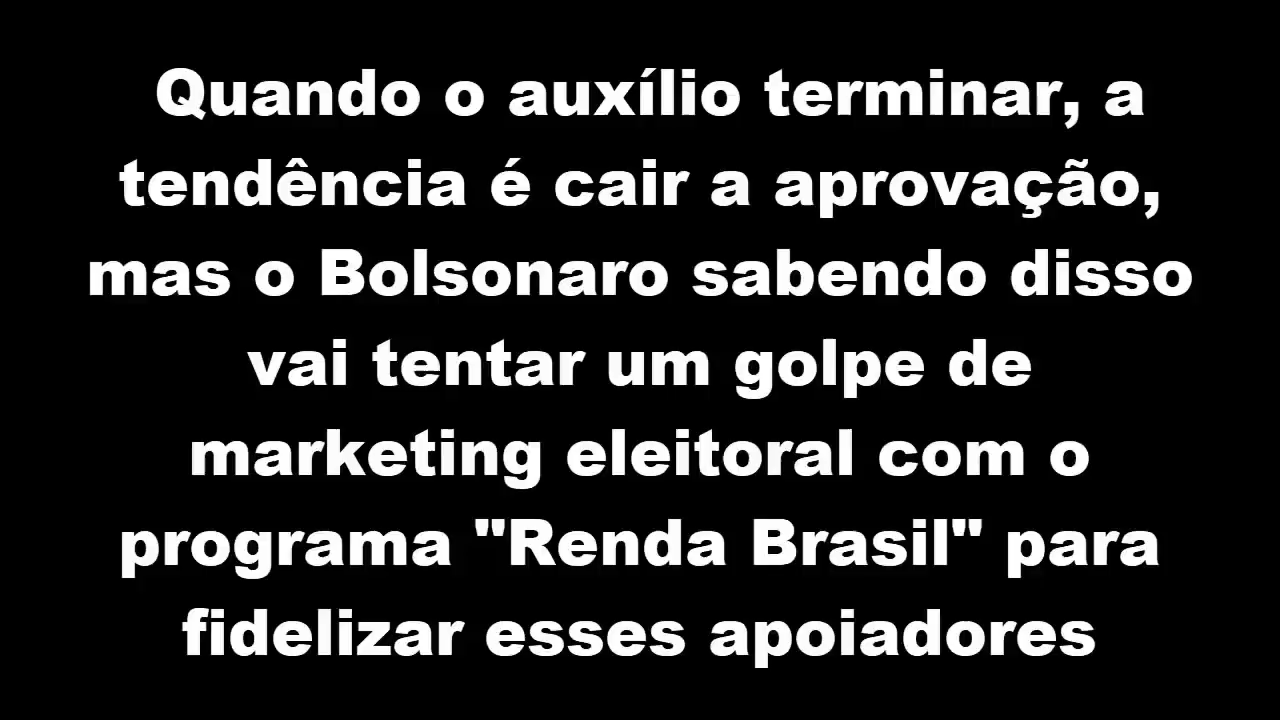 Quando o auxílio terminar, a
tendência é cair a aprovação,
mas o Bolsonaro sabendo disso
vai tentar um golpe de
marketing eleitoral com o
programa "Renda Brasil" para
fidelizar esses apoiadores